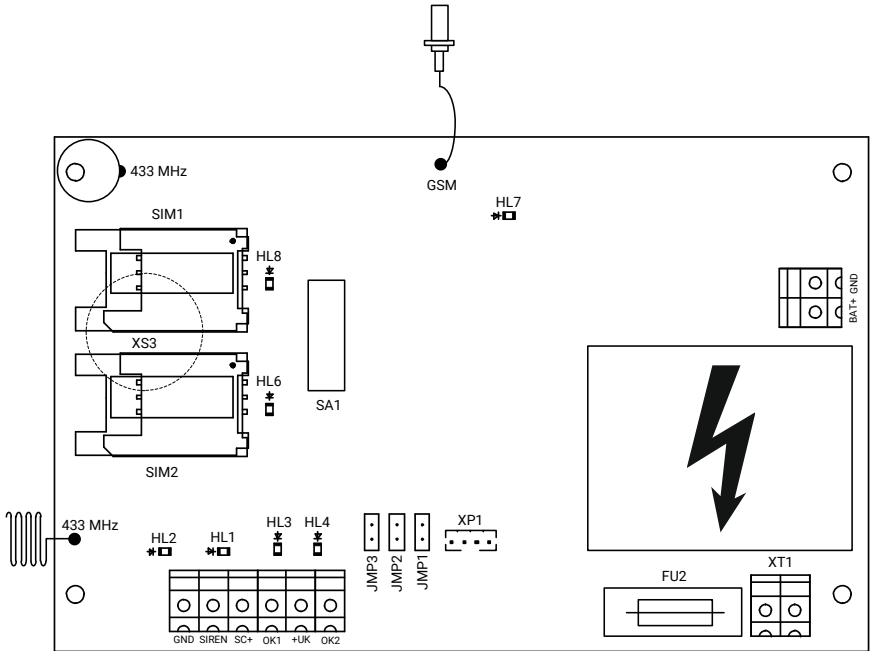 433 MHz
GSM
HL7
SIM1
HL8
BAT+ GND
XS3
HL6
SA1
SIM2
433 MHz
HL2
HL1
HL3
HL4
JMP3
JMP2
JMP1
XP1
FU2
XT1
GND SIREN SC+ OK1 +UK OK2